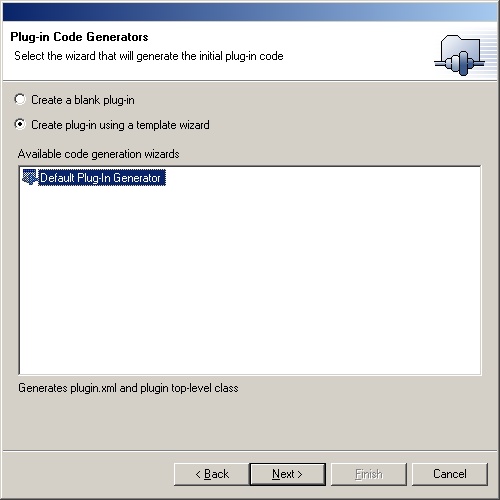 Plug-in Code Generators
Select the wizard that will generate the initial plug-in code
Create a blank plug-in
Create plug-in using a template wizard
Available code generation wizards
Default Plug-In Generator
Generates plugin.xml and plugin top-level class
< Back Next > Finish Cancel